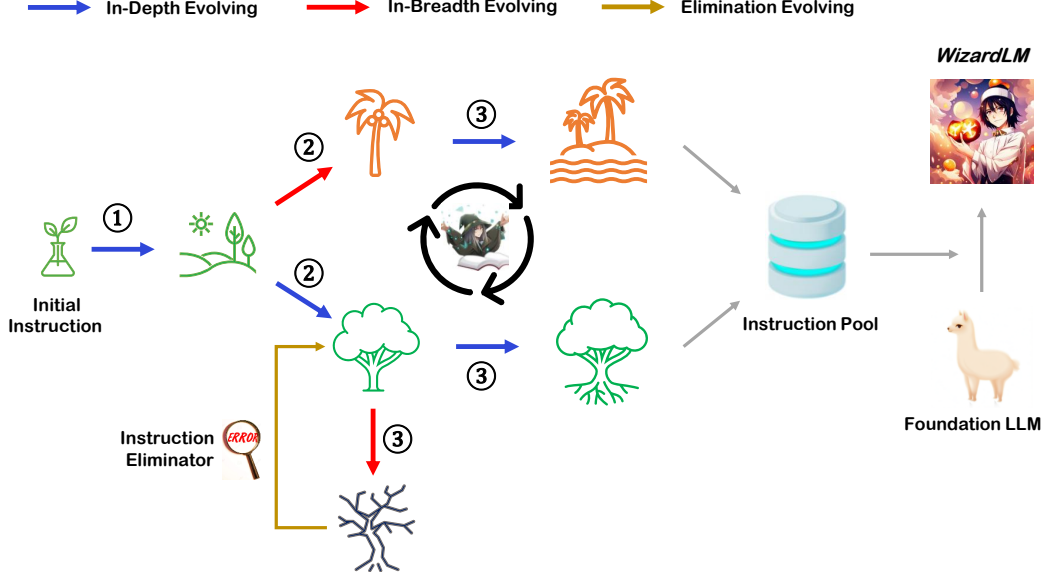 In-Depth Evolving
In-Breadth Evolving
Elimination Evolving
WizardLM
①
②
③
②
③
③
Initial
Instruction
Instruction Pool
Foundation LLM
Instruction
Eliminator
ERROR